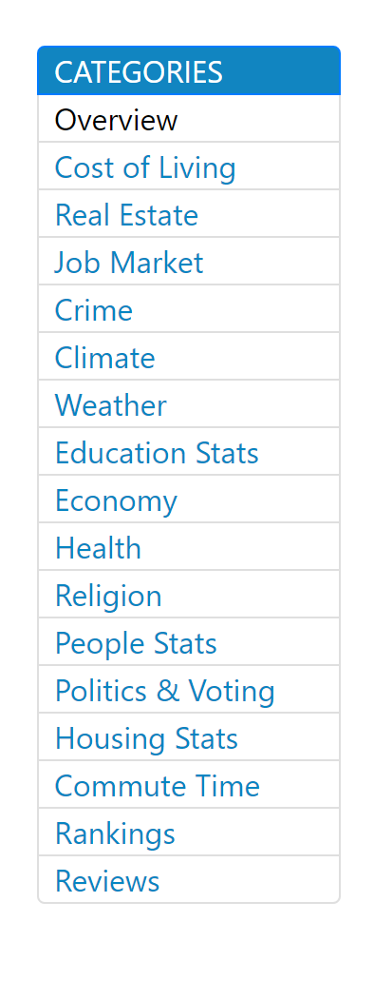 CATEGORIES
Overview
Cost of Living
Real Estate
Job Market
Crime
Climate
Weather
Education Stats
Economy
Health
Religion
People Stats
Politics & Voting
Housing Stats
Commute Time
Rankings
Reviews